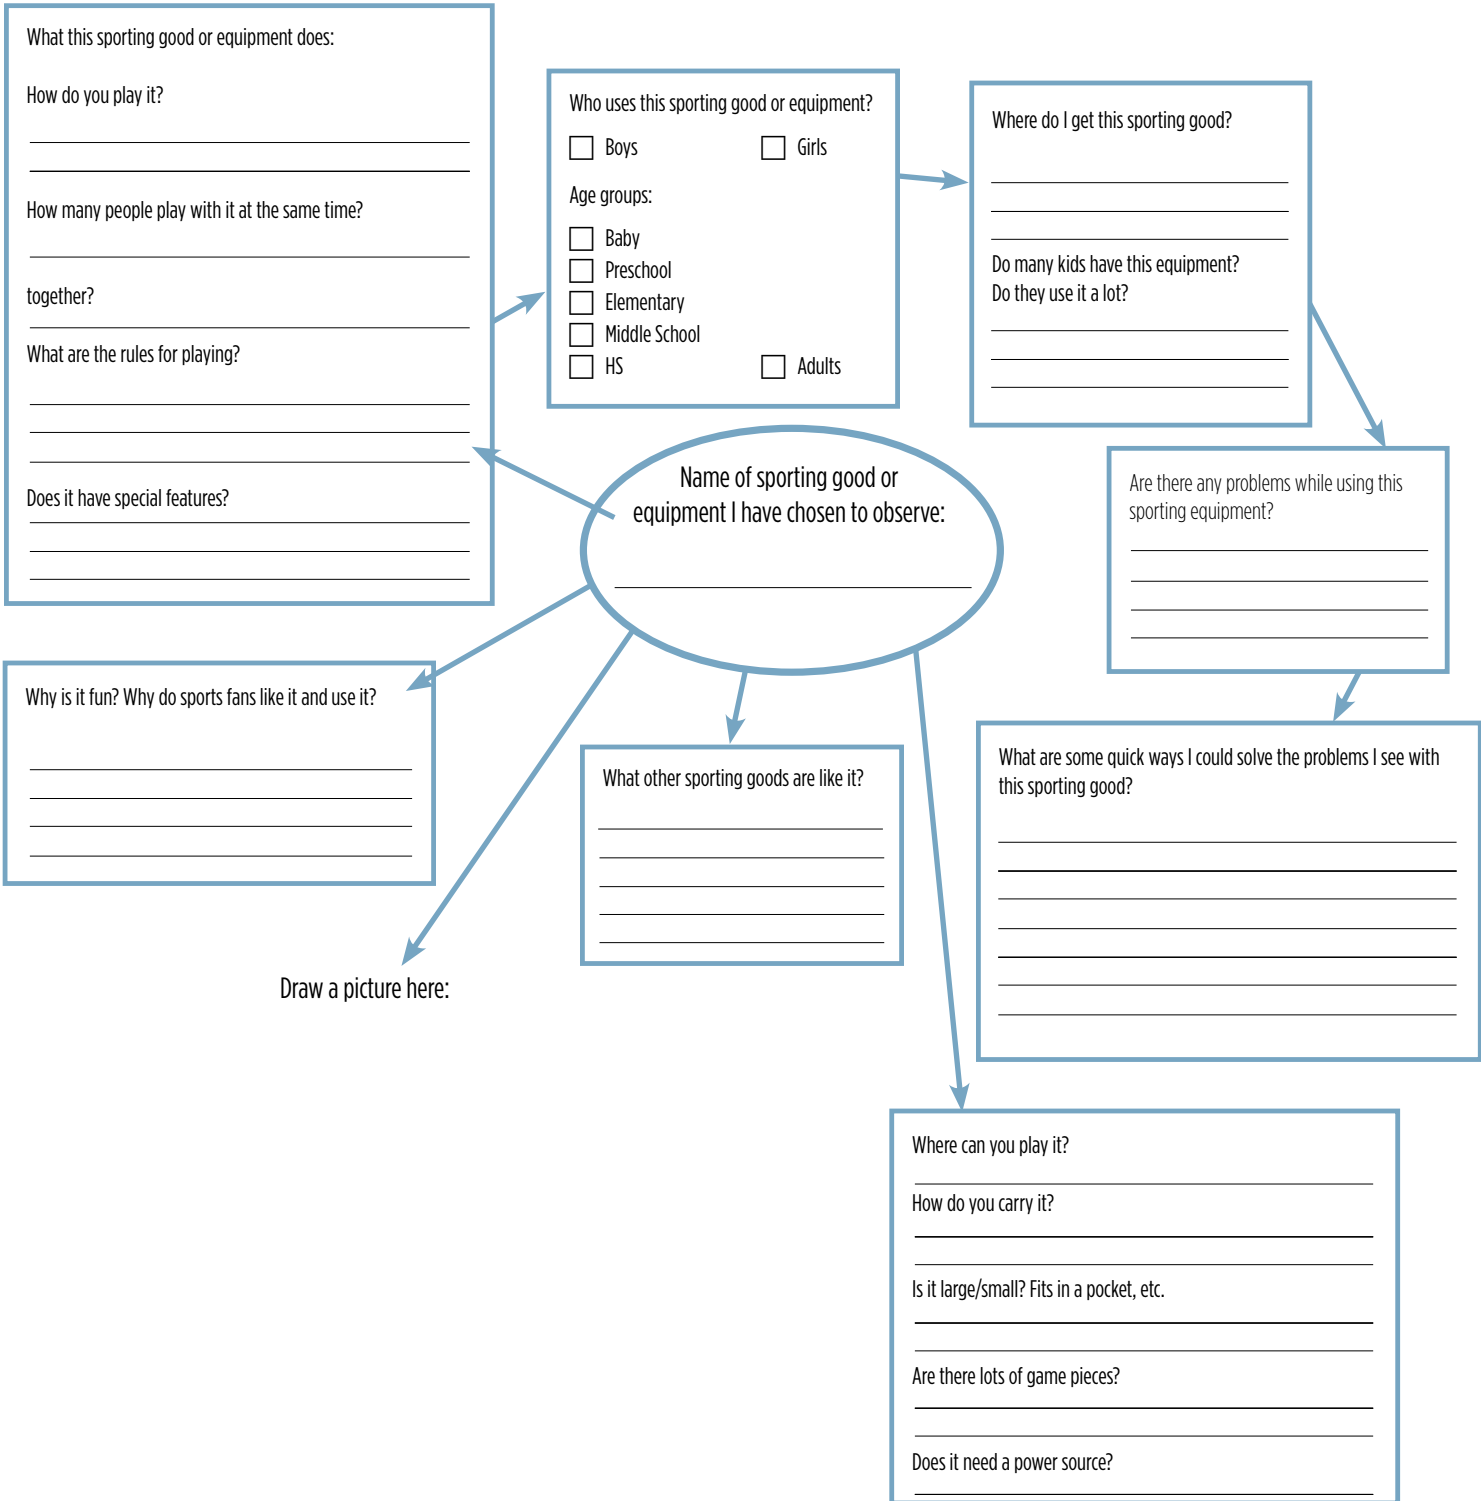 What this sporting good or equipment does:
How do you play it?
How many people play with it at the same time?
together?
What are the rules for playing?
Does it have special features?
Who uses this sporting good or equipment?
Boys
Girls
Age groups:
Baby
Preschool
Elementary
Middle School
HS
Adults
Where do I get this sporting good?
Do many kids have this equipment?
Do they use it a lot?
Are there any problems while using this
sporting equipment?
Name of sporting good or
equipment I have chosen to observe:
Why is it fun? Why do sports fans like it and use it?
What other sporting goods are like it?
What are some quick ways I could solve the problems I see with
this sporting good?
Draw a picture here:
Where can you play it?
How do you carry it?
Is it large/small? Fits in a pocket, etc.
Are there lots of game pieces?
Does it need a power source?